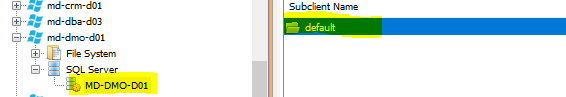 md-crm-d01
md-dba-d03
md-dmo-d01
File System
SQL Server
MD-DMO-D01
Subclient Name
default